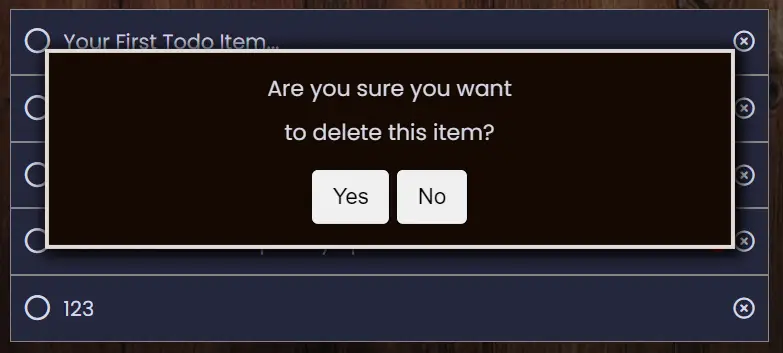 Your First Todo Item...
Are you sure you want
to delete this item?
Yes No
123